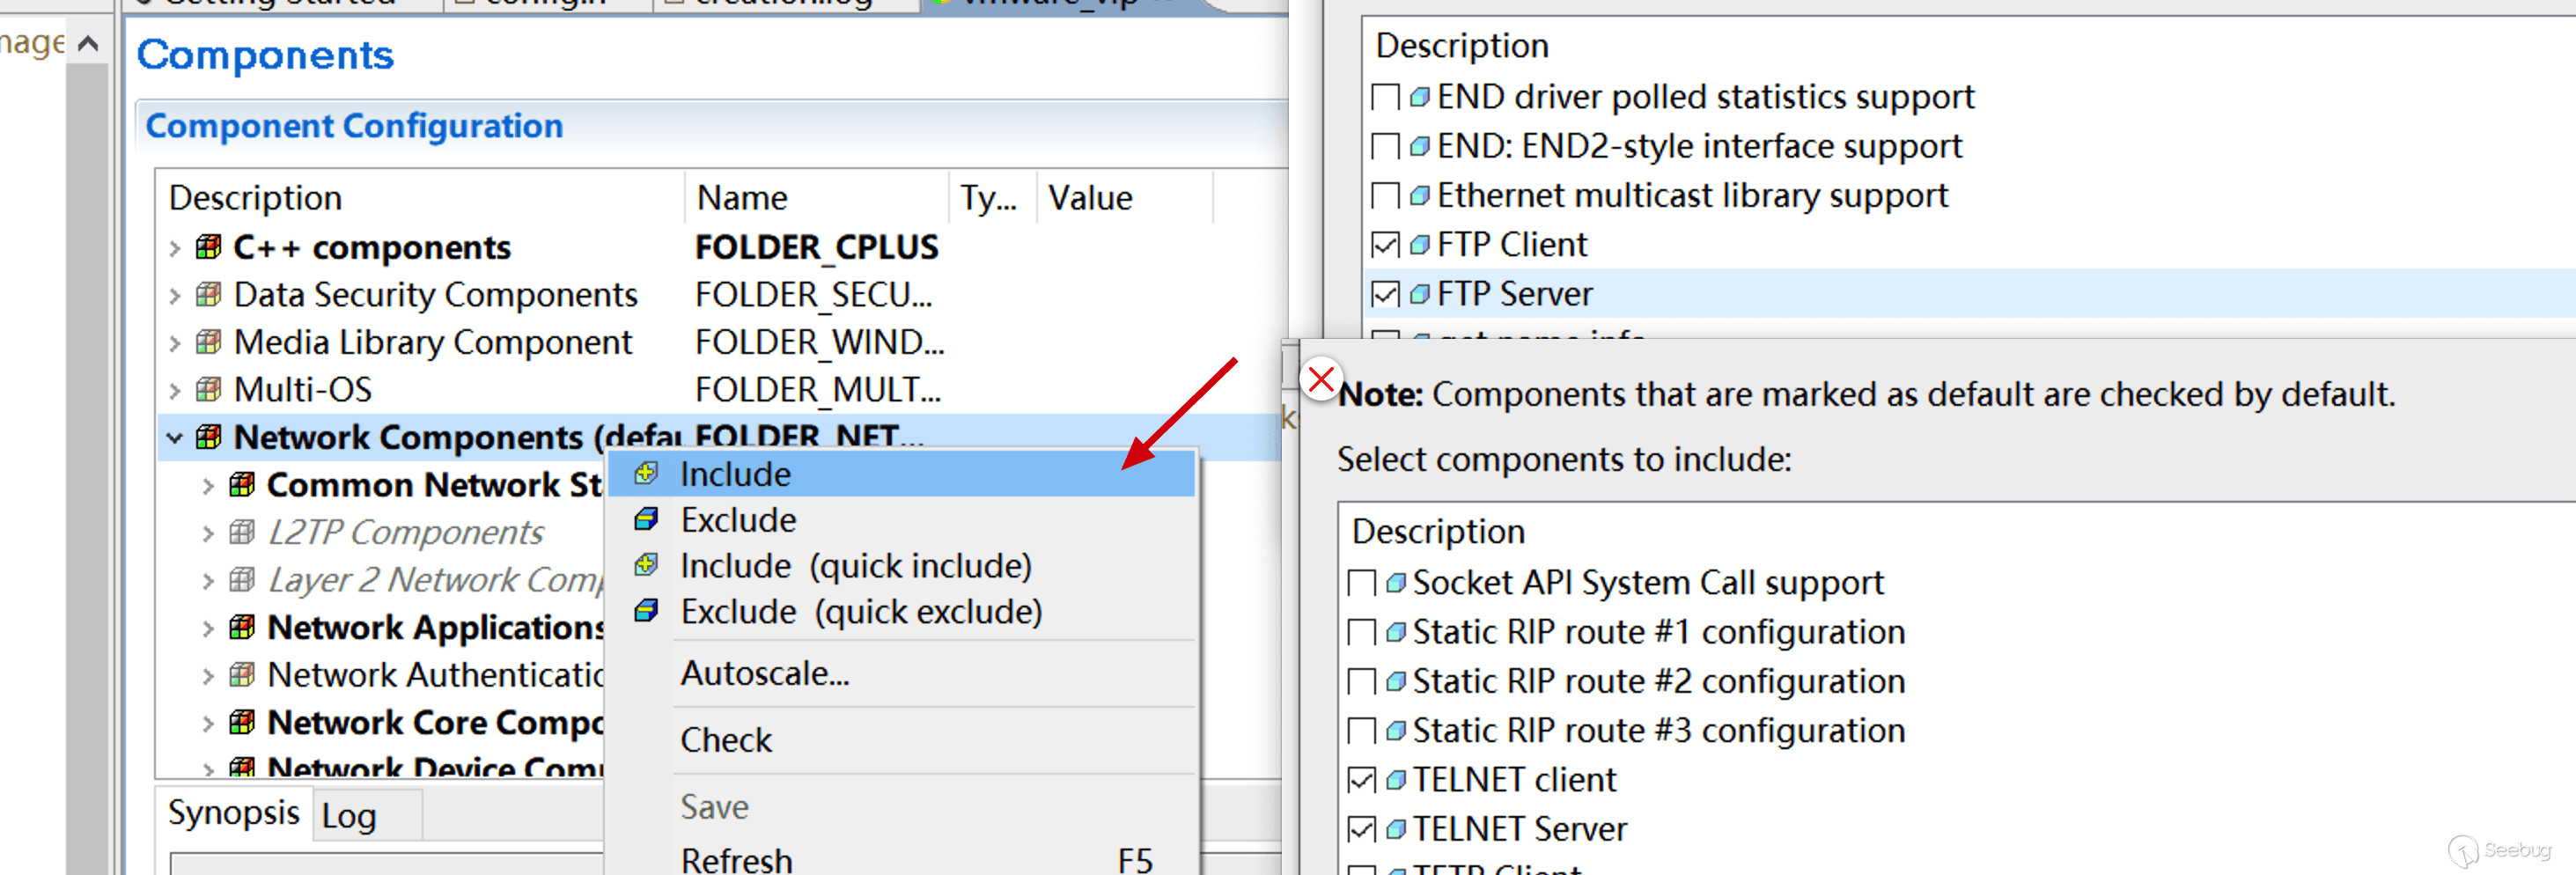 Getting Started
config.h
creation.log
vmware_vip
mage
Components
Component Configuration
Description Name Ty... Value
C++ components FOLDER_CPLUS
Data Security Components FOLDER_SECU...
Media Library Component FOLDER_WIND...
Multi-OS FOLDER_MULT...
Network Components (defau FOLDER_NET...
Common Network St
L2TP Components
Layer 2 Network Comp
Network Applications
Network Authenticatio
Network Core Compo
Network Device Com
Include
Exclude
Include (quick include)
Exclude (quick exclude)
Autoscale...
Check
Save
Refresh F5
Synopsis Log
Description
END driver polled statistics support
END: END2-style interface support
Ethernet multicast library support
FTP Client
FTP Server
get name info
Note: Components that are marked as default are checked by default.
Select components to include:
Description
Socket API System Call support
Static RIP route #1 configuration
Static RIP route #2 configuration
Static RIP route #3 configuration
TELNET client
TELNET Server
TFTP Client
Seebug